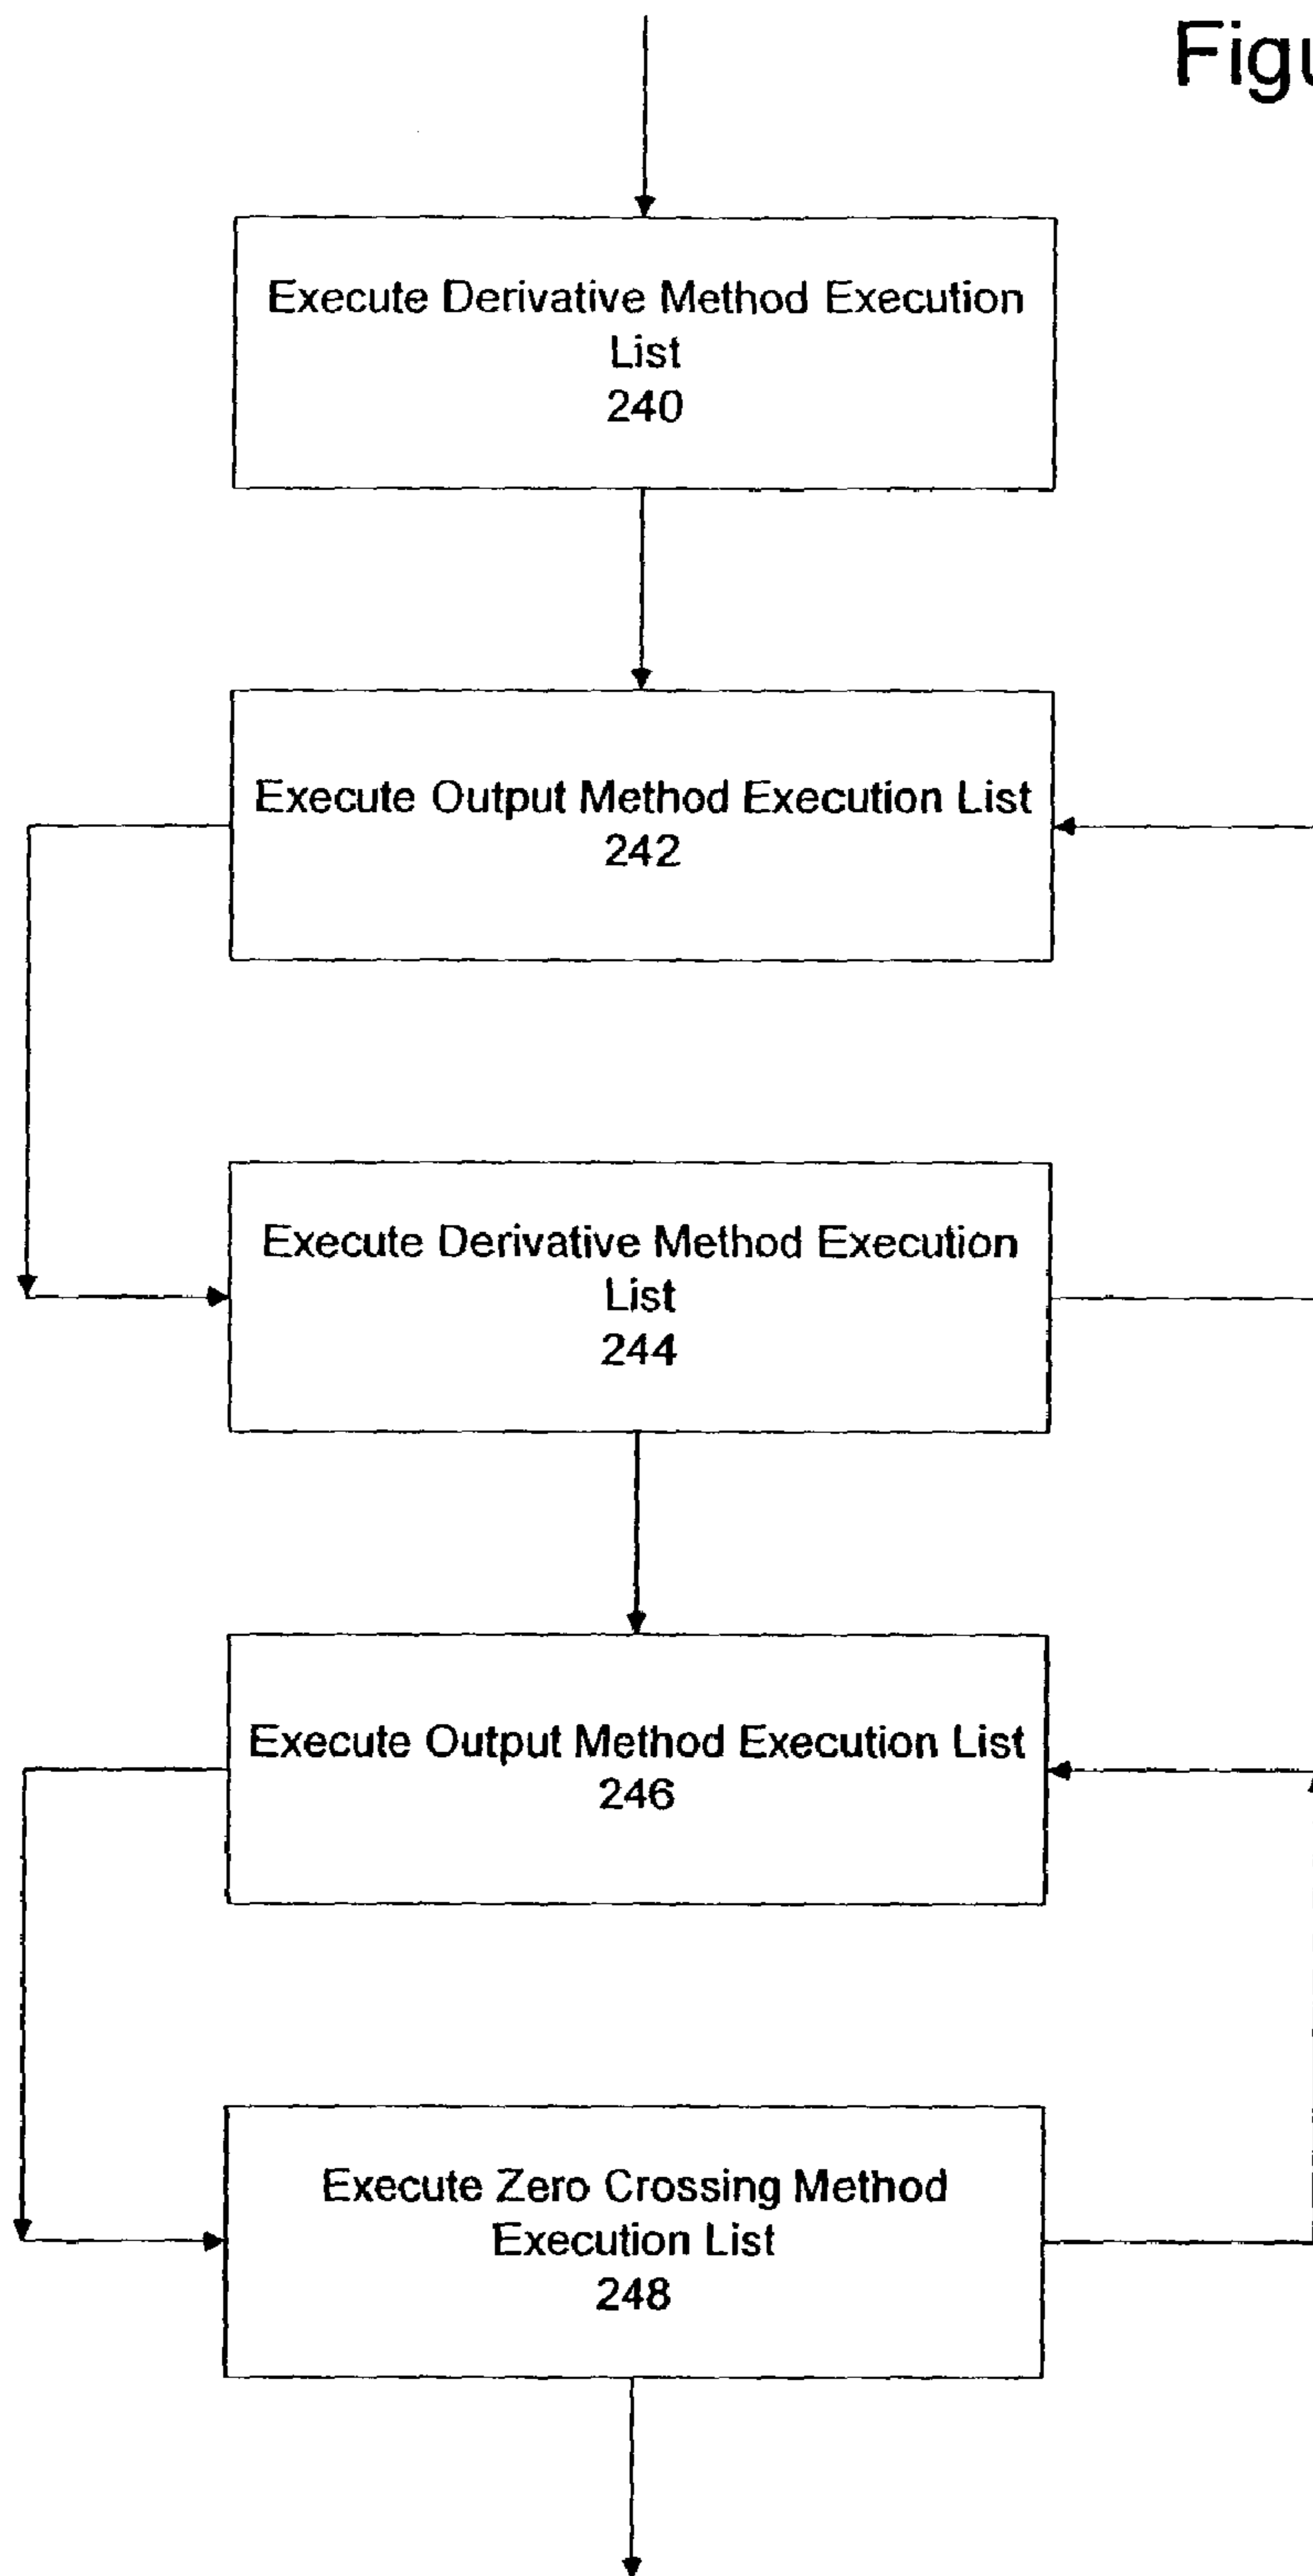 Execute Derivative Method Execution
List
240
Execute Output Method Execution List
242
Execute Derivative Method Execution
List
244
Execute Output Method Execution List
246
Execute Zero Crossing Method
Execution List
248